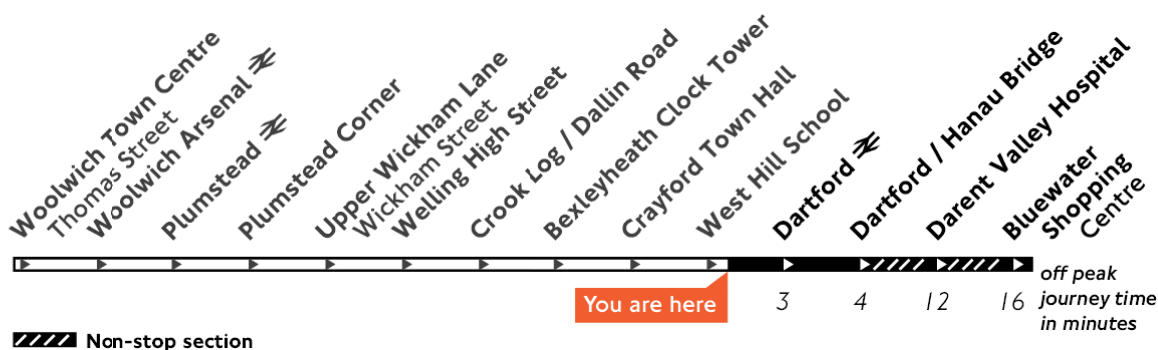 Woolwich Town Centre
Thomas Street
Woolwich Arsenal
Plumstead
Plumstead Corner
Upper Wickham Lane
Wickham Street
Welling High Street
Crook Log / Dallin Road
Bexleyheath Clock Tower
Crayford Town Hall
West Hill School
Dartford
Dartford / Hanau Bridge
Darent Valley Hospital
Bluewater
Shopping
Centre
You are here
3 4 12 16
off peak
journey time
in minutes
Non-stop section